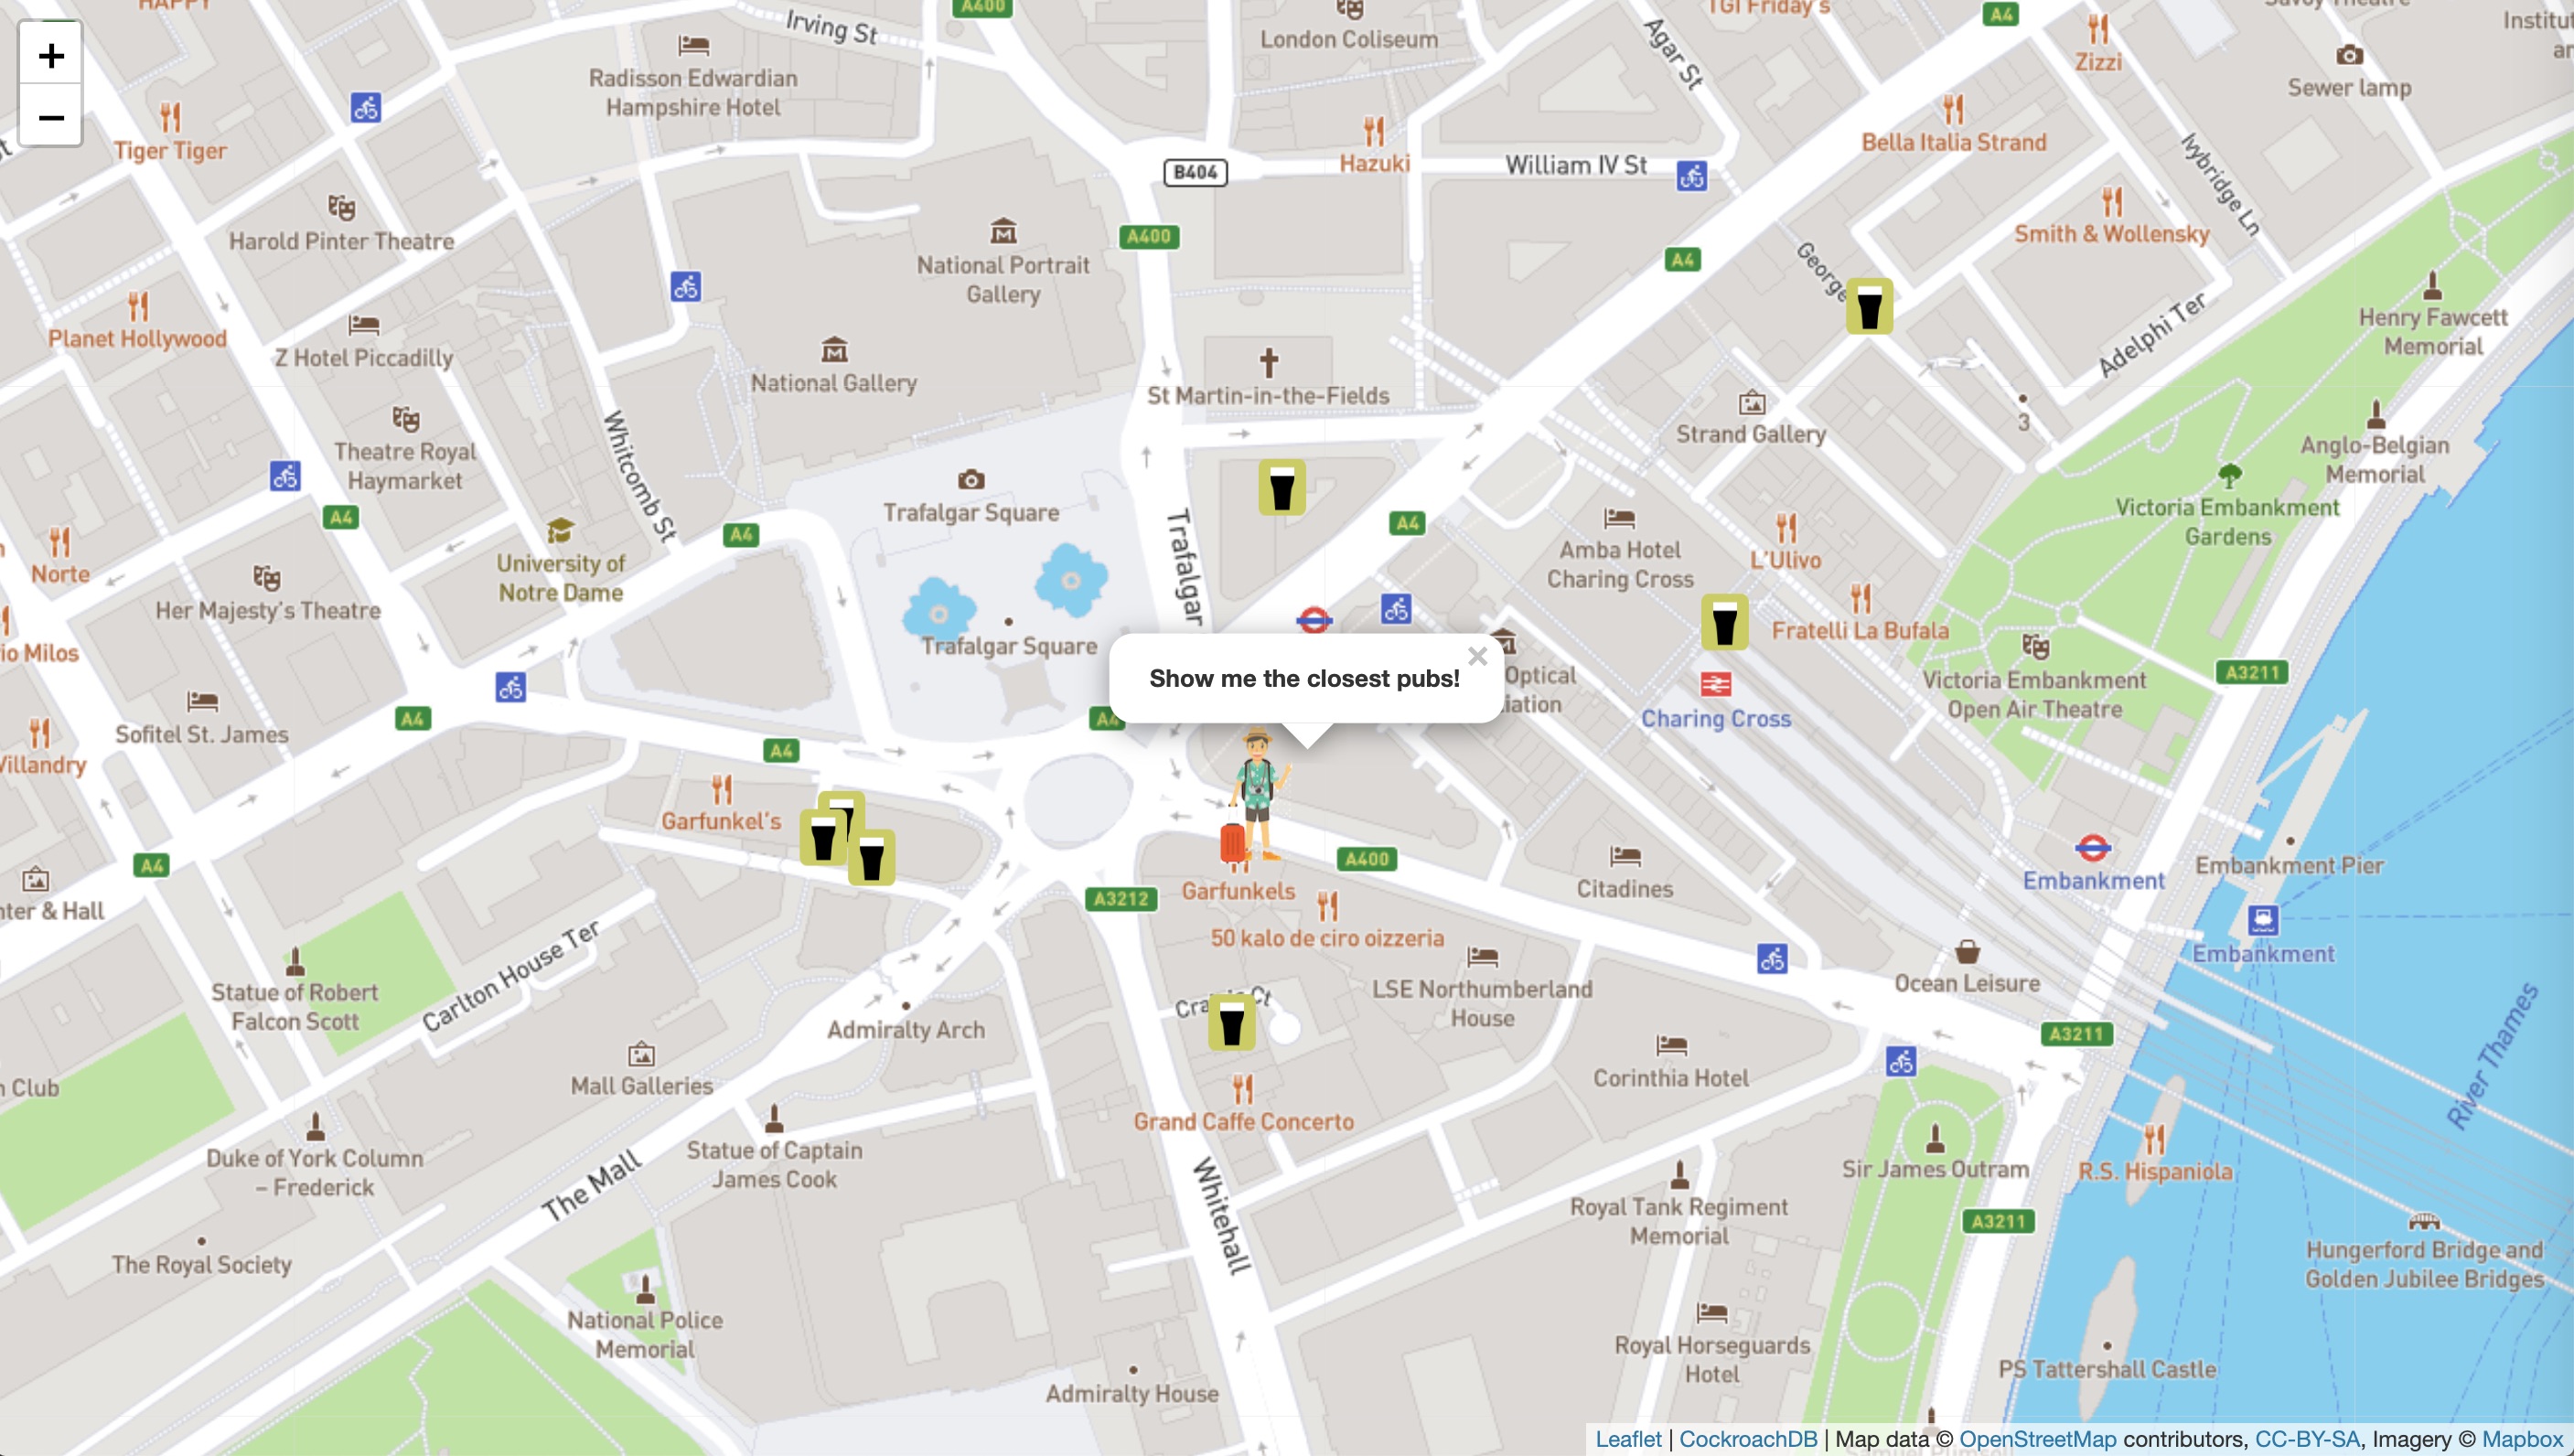 HAPPY
Irving St
A400
London Coliseum
TGI Friday's
Agar St
A4
Zizzi
Savoy Theatre
Sewer lamp
+
−
Radisson Edwardian
Hampshire Hotel
Tiger Tiger
Hazuki
William IV St
Bella Italia Strand
Ivybridge Ln
B404
Harold Pinter Theatre
A400
National Portrait
Gallery
A4
George
Smith & Wollensky
Planet Hollywood
Z Hotel Piccadilly
National Gallery
St Martin-in-the-Fields
Adelphi Ter
Henry Fawcett
Memorial
Strand Gallery
3
Theatre Royal
Haymarket
Whitcomb St
Anglo-Belgian
Memorial
A4
A4
Trafalgar Square
Trafalgar
A4
Victoria Embankment
Gardens
University of
Notre Dame
Norte
Amba Hotel
Charing Cross
L'Ulivo
Her Majesty's Theatre
Fratelli La Bufala
Trafalgar Square
io Milos
Show me the closest pubs!
×
Optical
iation
Victoria Embankment
Open Air Theatre
A3211
Sofitel St. James
A4
A4
Charing Cross
A4
Villandry
Garfunkel's
A4
A400
Citadines
Embankment
Embankment Pier
Garfunkels
A3212
nter & Hall
50 kalo de ciro oizzeria
Embankment
Carlton House Ter
LSE Northumberland
House
Ocean Leisure
Statue of Robert
Falcon Scott
Admiralty Arch
A3211
River Thames
Mall Galleries
Corinthia Hotel
n Club
Grand Caffe Concerto
Statue of Captain
James Cook
Duke of York Column
– Frederick
The Mall
Whitehall
Sir James Outram
R.S. Hispaniola
Royal Tank Regiment
Memorial
A3211
The Royal Society
Hungerford Bridge and
Golden Jubilee Bridges
National Police
Memorial
Royal Horseguards
Hotel
Admiralty House
PS Tattershall Castle
Leaflet | CockroachDB | Map data © OpenStreetMap contributors, CC-BY-SA, Imagery © Mapbox